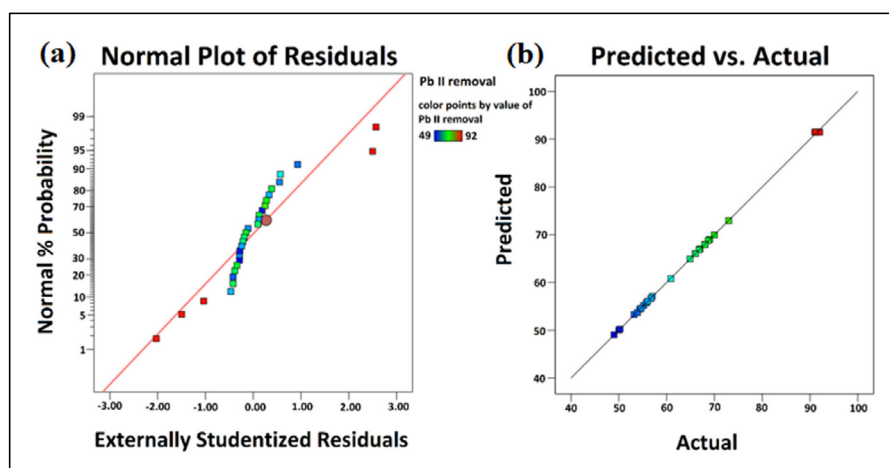 (a) Normal Plot of Residuals
Normal % Probability
99
95
90
80
70
50
30
20
10
5
1
-3.00 -2.00 -1.00 0.00 1.00 2.00 3.00
Externally Studentized Residuals
Pb II removal
color points by value of
Pb II removal
49 92
(b) Predicted vs. Actual
Predicted
100
90
80
70
60
50
40
40 50 60 70 80 90 100
Actual